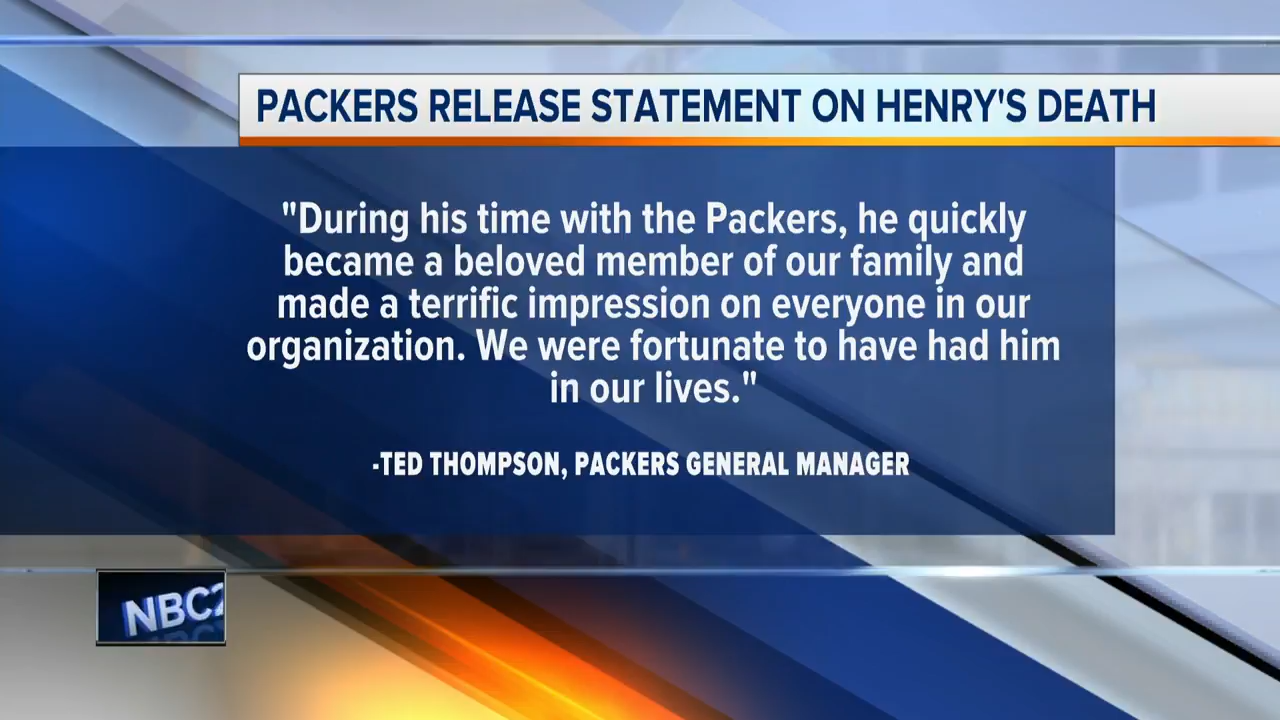 PACKERS RELEASE STATEMENT ON HENRY'S DEATH
"During his time with the Packers, he quickly
became a beloved member of our family and
made a terrific impression on everyone in our
organization. We were fortunate to have had him
in our lives."
-TED THOMPSON, PACKERS GENERAL MANAGER
NBC2